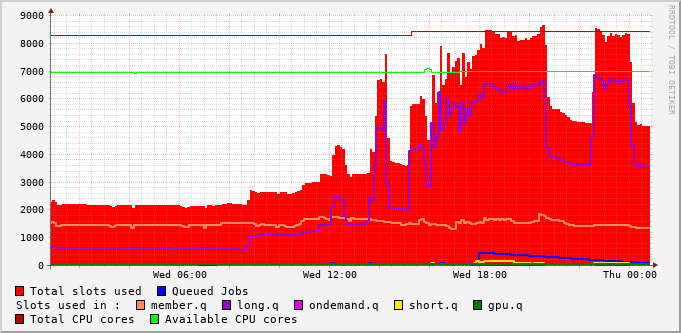 9000
8000
7000
6000
5000
4000
3000
2000
1000
0
Wed 06:00 Wed 12:00 Wed 18:00 Thu 00:00
RRDTOOL / TOBI OETIKER
Total slots used Queued Jobs
Slots used in : member.q long.q ondemand.q short.q gpu.q
Total CPU cores Available CPU cores